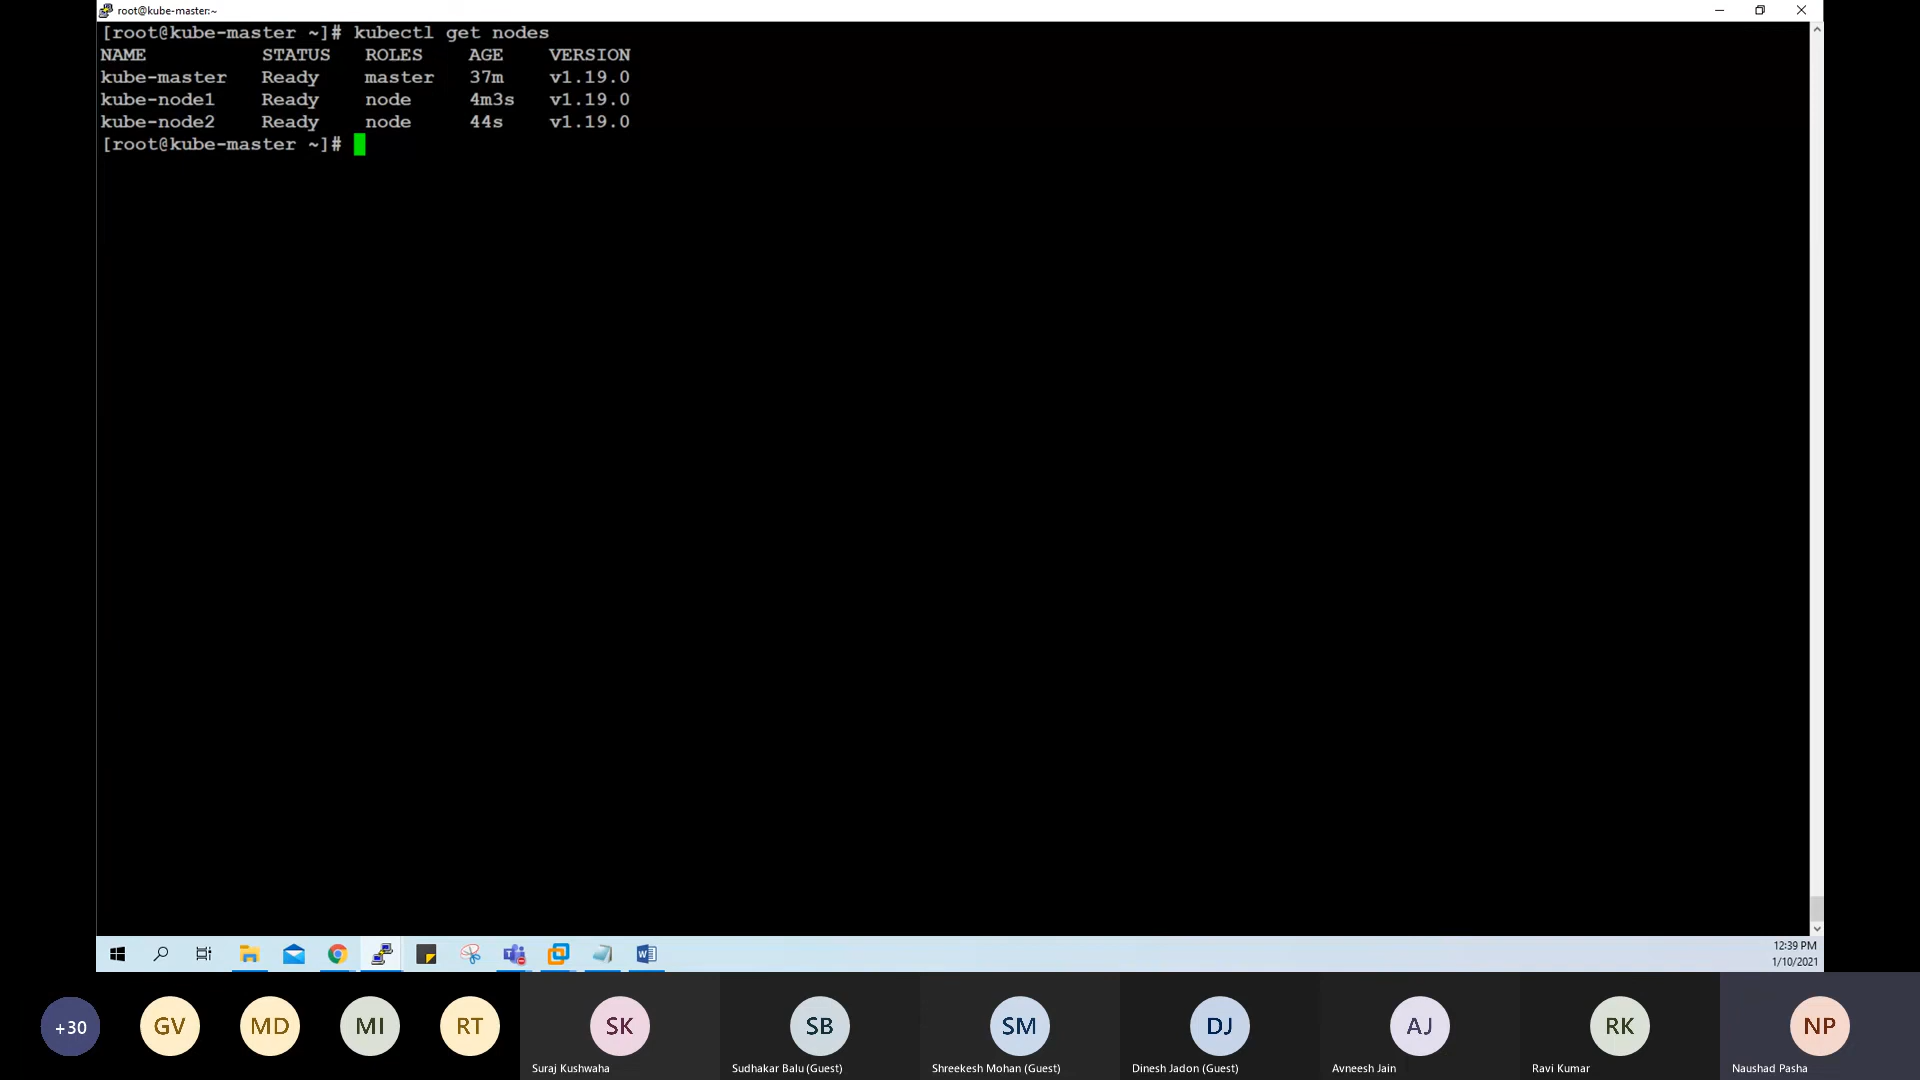 root@kube-master:~
[root@kube-master ~]# kubectl get nodes
NAME STATUS ROLES AGE VERSION
kube-master Ready master 37m v1.19.0
kube-node1 Ready node 4m3s v1.19.0
kube-node2 Ready node 44s v1.19.0
[root@kube-master ~]#
12:39 PM
1/10/2021
+30 GV MD MI RT SK SB SM DJ AJ RK NP
Suraj Kushwaha Sudhakar Balu (Guest) Shreekesh Mohan (Guest) Dinesh Jadon (Guest) Avneesh Jain Ravi Kumar Naushad Pasha